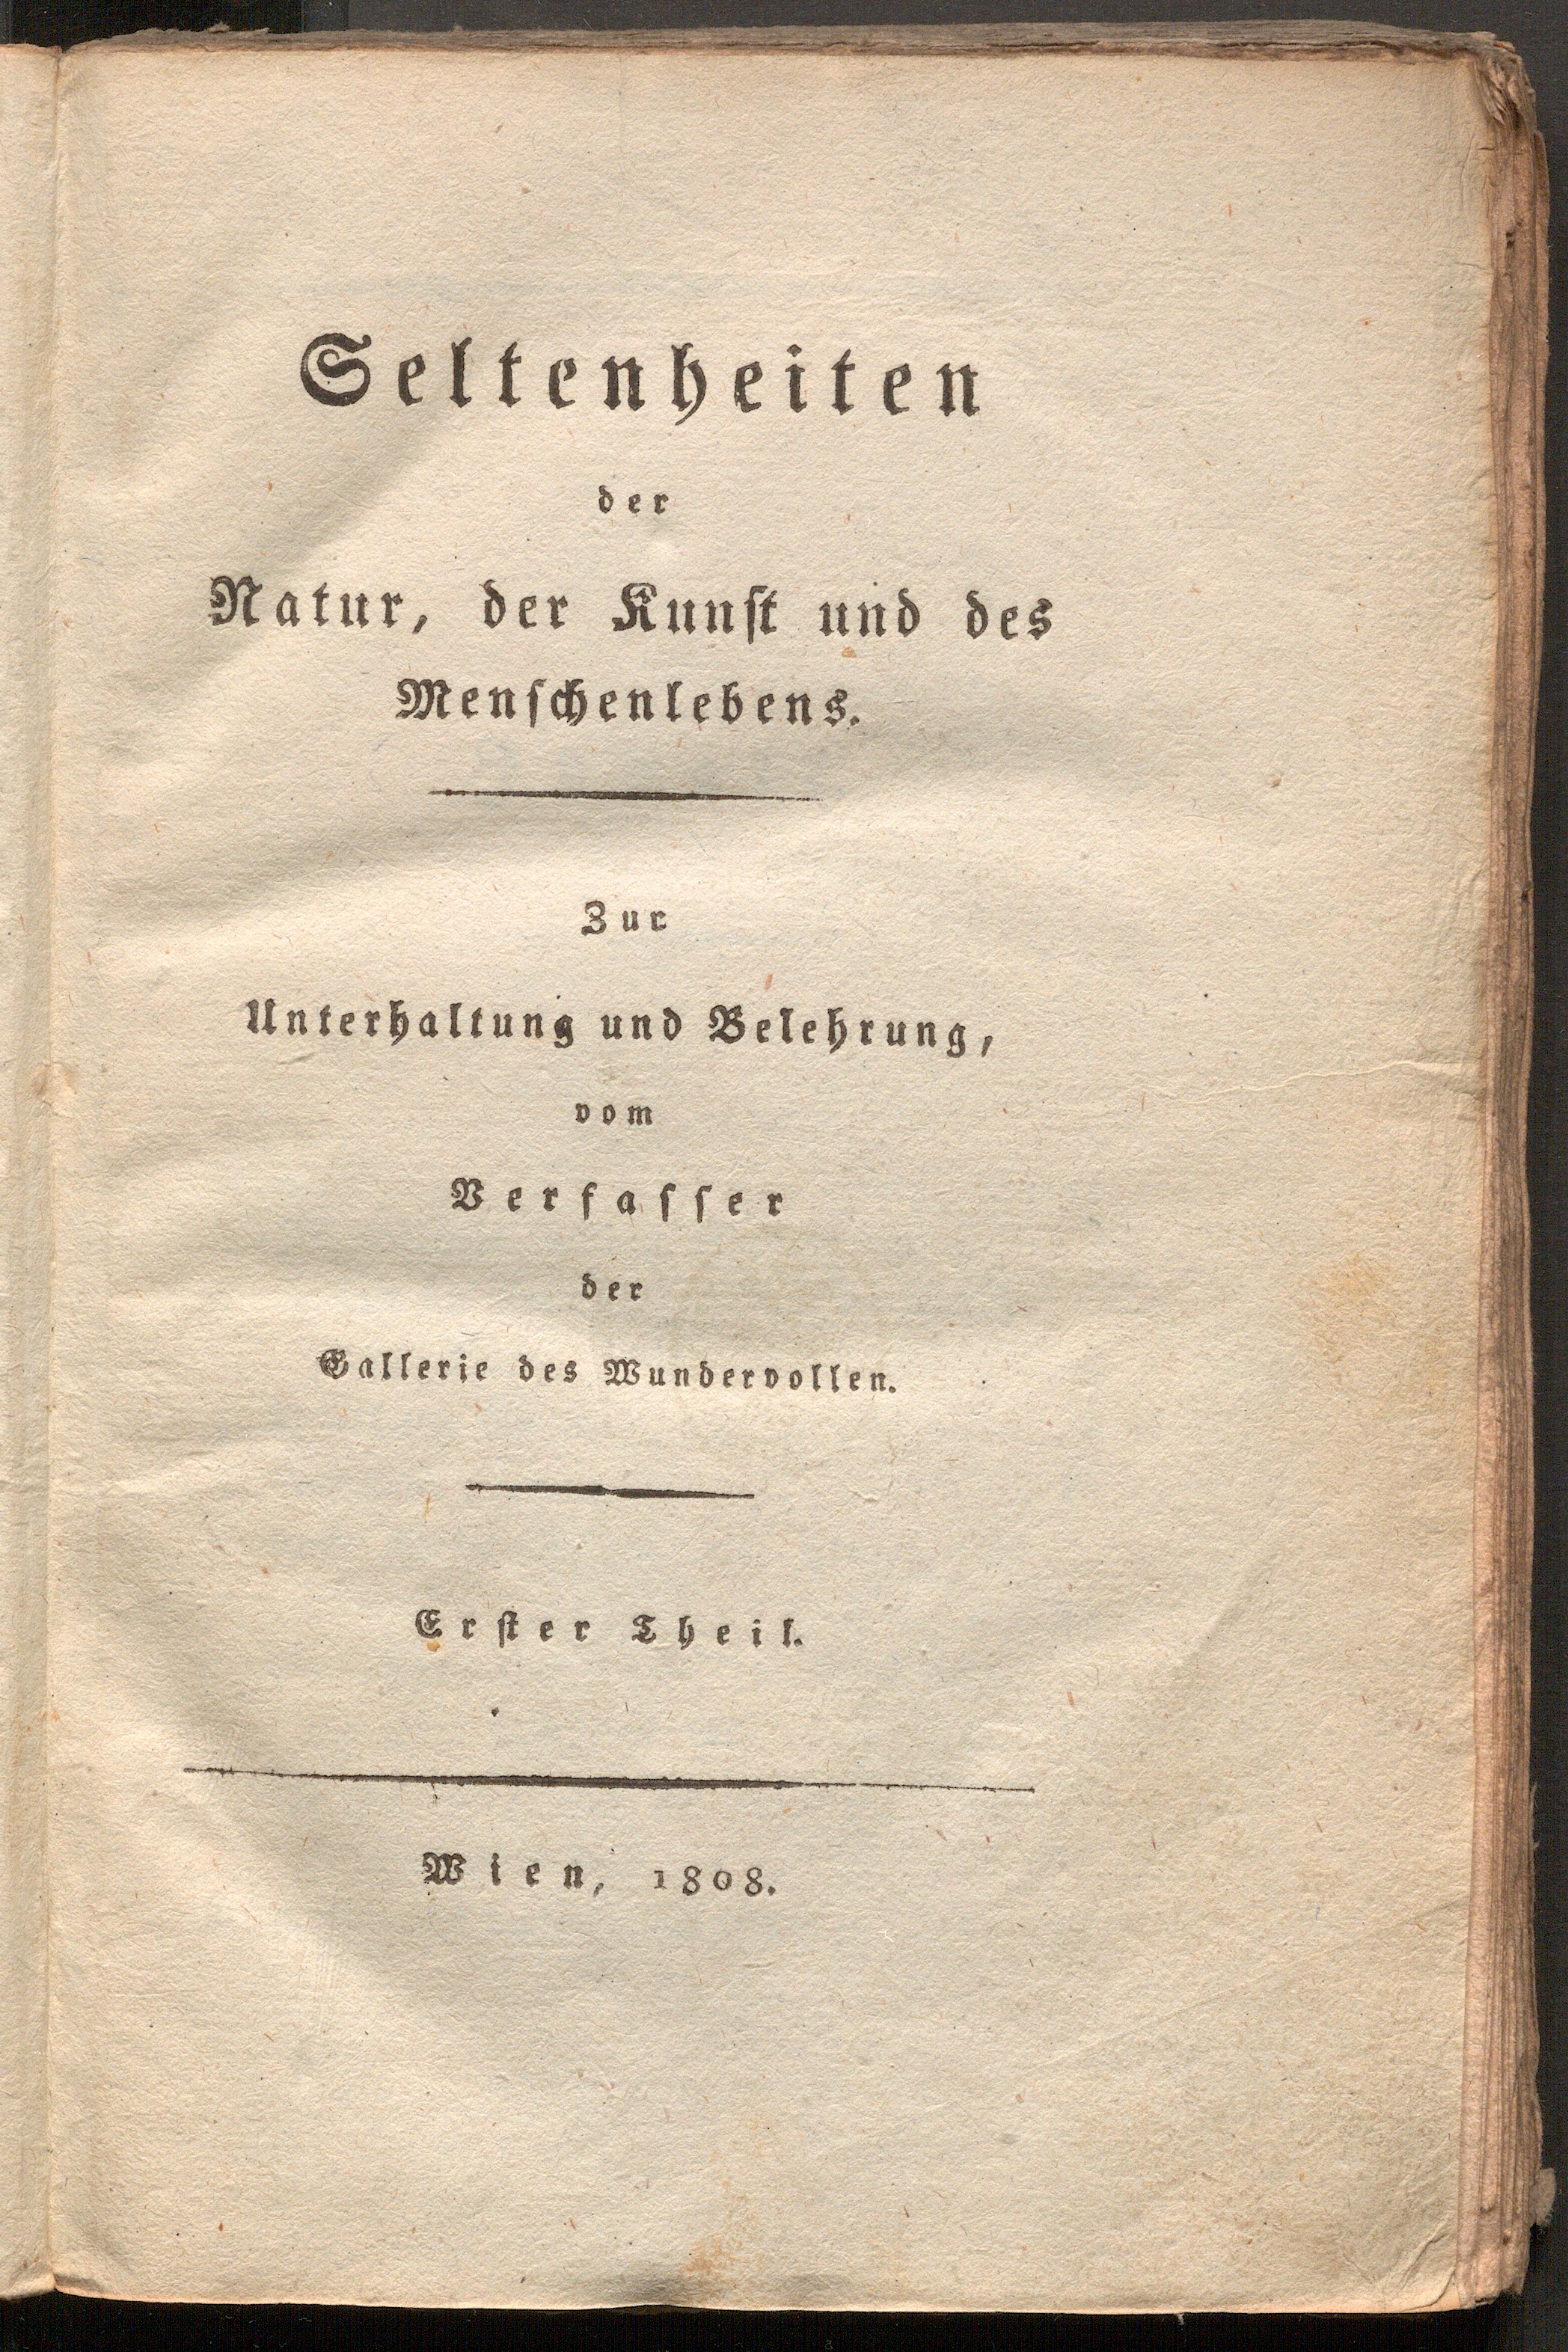 Seltenheiten
der
Natur, der Kunſt und des
Menſchenlebens.
Zur
Unterhaltung und Belehrung,
vom
Verfaſſer
der
Gallerie des Wundervollen.
Erſter Theil.
Wien, 1808.